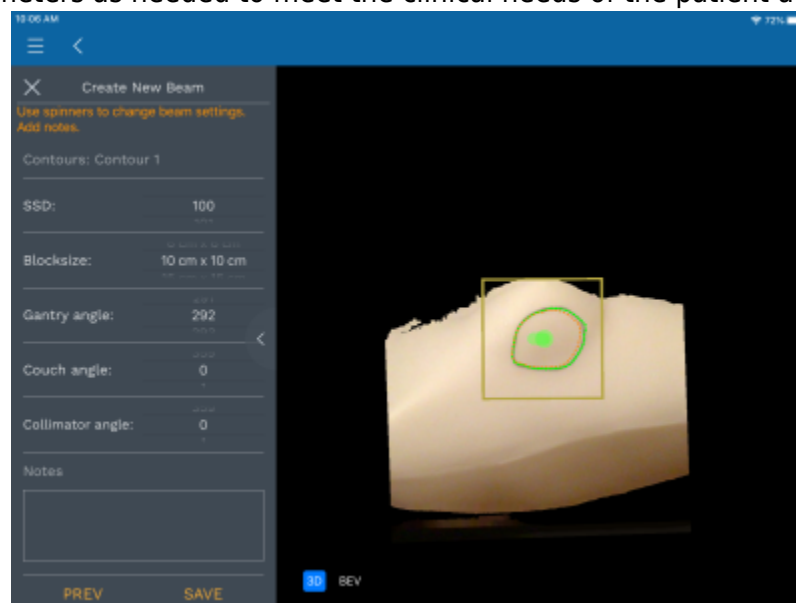 meters as needed to meet the clinical needs of the patient a
10:06 AM
72%
Create New Beam
Use spinners to change beam settings.
Add notes.
Contours: Contour 1
SSD: 100
Blocksize: 10 cm x 10 cm
Gantry angle: 292
Couch angle: 0
Collimator angle: 0
Notes
PREV SAVE
3D BEV